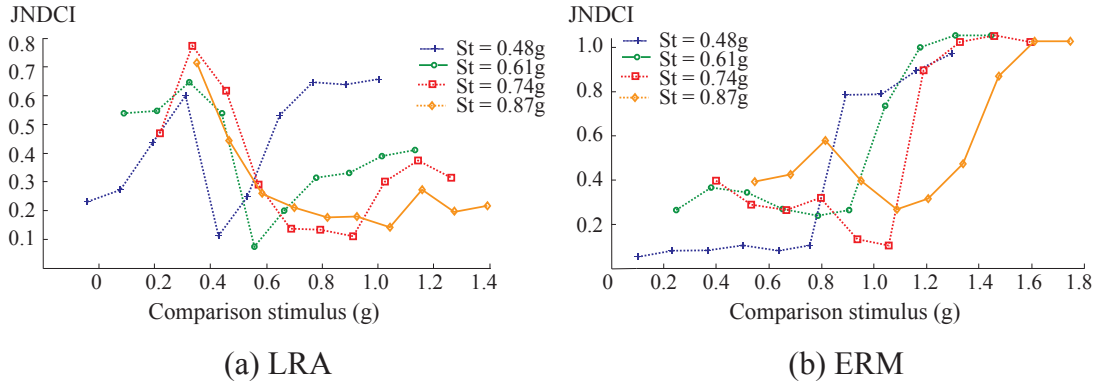 JNDCI
0.8
0.7
0.6
0.5
0.4
0.3
0.2
0.1
St = 0.48g
St = 0.61g
St = 0.74g
St = 0.87g
0 0.2 0.4 0.6 0.8 1.0 1.2 1.4
Comparison stimulus (g)
(a) LRA
JNDCI
1.0
0.8
0.6
0.4
0.2
St = 0.48g
St = 0.61g
St = 0.74g
St = 0.87g
0 0.2 0.4 0.6 0.8 1.0 1.2 1.4 1.6 1.8
Comparison stimulus (g)
(b) ERM